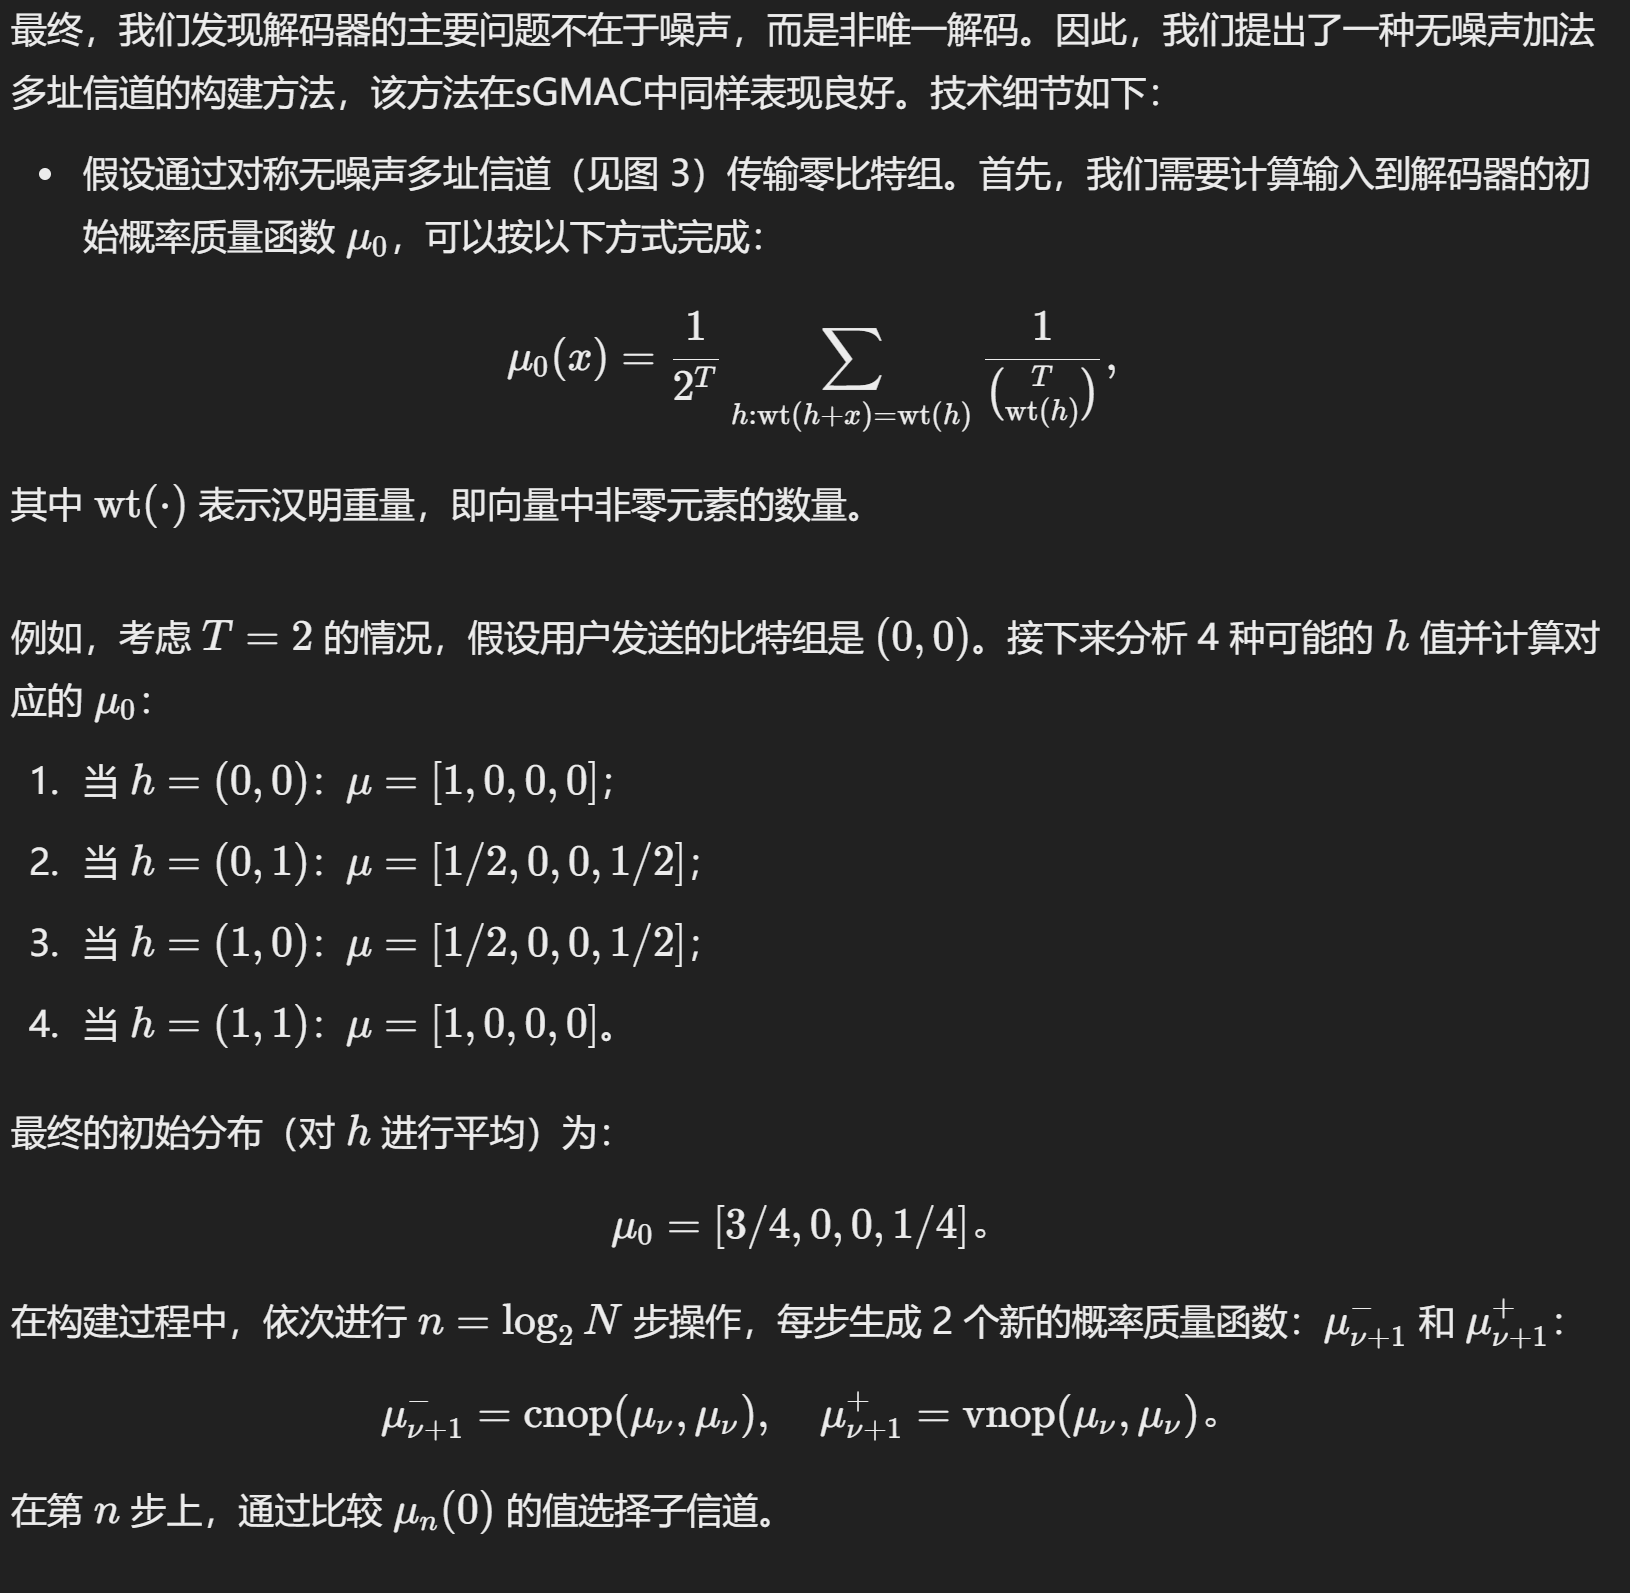 最终，我们发现解码器的主要问题不在于噪声，而是非唯一解码。因此，我们提出了一种无噪声加法
多址信道的构建方法，该方法在sGMAC中同样表现良好。技术细节如下：
• 假设通过对称无噪声多址信道（见图 3）传输零比特组。首先，我们需要计算输入到解码器的初
始概率质量函数 $\mu_0$，可以按以下方式完成：
$\mu_0(x) = \frac{1}{2^T} \sum_{h:\mathrm{wt}(h+x)=\mathrm{wt}(h)} \frac{1}{\binom{T}{\mathrm{wt}(h)}},$
其中 $\mathrm{wt}(\cdot)$ 表示汉明重量，即向量中非零元素的数量。
例如，考虑 $T = 2$ 的情况，假设用户发送的比特组是 $(0, 0)$。接下来分析 4 种可能的 $h$ 值并计算对
应的 $\mu_0$：
1. 当 $h = (0, 0)$：$\mu = [1, 0, 0, 0]$；
2. 当 $h = (0, 1)$：$\mu = [1/2, 0, 0, 1/2]$；
3. 当 $h = (1, 0)$：$\mu = [1/2, 0, 0, 1/2]$；
4. 当 $h = (1, 1)$：$\mu = [1, 0, 0, 0]$。
最终的初始分布（对 $h$ 进行平均）为：
$\mu_0 = [3/4, 0, 0, 1/4]$。
在构建过程中，依次进行 $n = \log_2 N$ 步操作，每步生成 2 个新的概率质量函数：$\mu_{\nu+1}^-$ 和 $\mu_{\nu+1}^+$：
$\mu_{\nu+1}^- = \mathrm{cnop}(\mu_\nu, \mu_\nu), \quad \mu_{\nu+1}^+ = \mathrm{vnop}(\mu_\nu, \mu_\nu)$。
在第 $n$ 步上，通过比较 $\mu_n(0)$ 的值选择子信道。